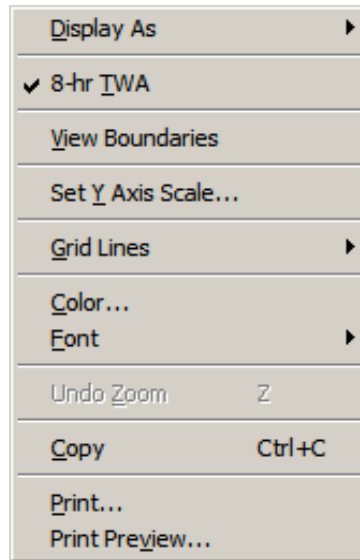 Display As
8-hr TWA
View Boundaries
Set Y Axis Scale...
Grid Lines
Color...
Font
Undo Zoom Z
Copy Ctrl+C
Print...
Print Preview...